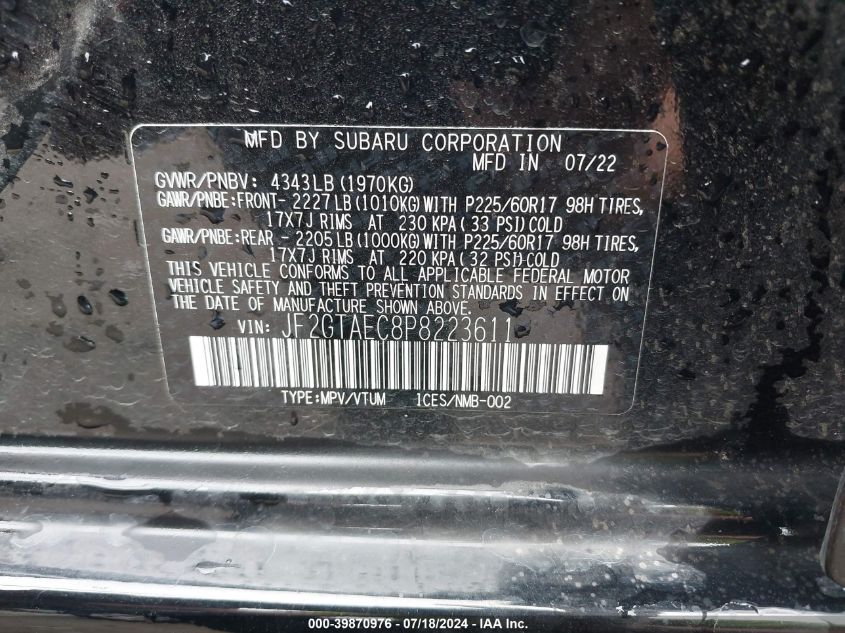 MFD BY SUBARU CORPORATION
MFD IN 07/22
GVWR/PNBV: 4343LB (1970KG)
GAWR/PNBE:FRONT- 2227 LB (1010KG) WITH P225/60R17 98H TIRES,
17X7J RIMS AT 230 KPA ( 33 PSI) COLD
GAWR/PNBE:REAR - 2205 LB (1000KG) WITH P225/60R17 98H TIRES,
17X7J RIMS AT 220 KPA ( 32 PSI) COLD
THIS VEHICLE CONFORMS TO ALL APPLICABLE FEDERAL MOTOR
VEHICLE SAFETY AND THEFT PREVENTION STANDARDS IN EFFECT ON
THE DATE OF MANUFACTURE SHOWN ABOVE.
VIN: JF2GTAEC8P8223611
TYPE:MPV/VTUM 1CES/NMB-002
000-39870976 - 07/18/2024 - IAA Inc.